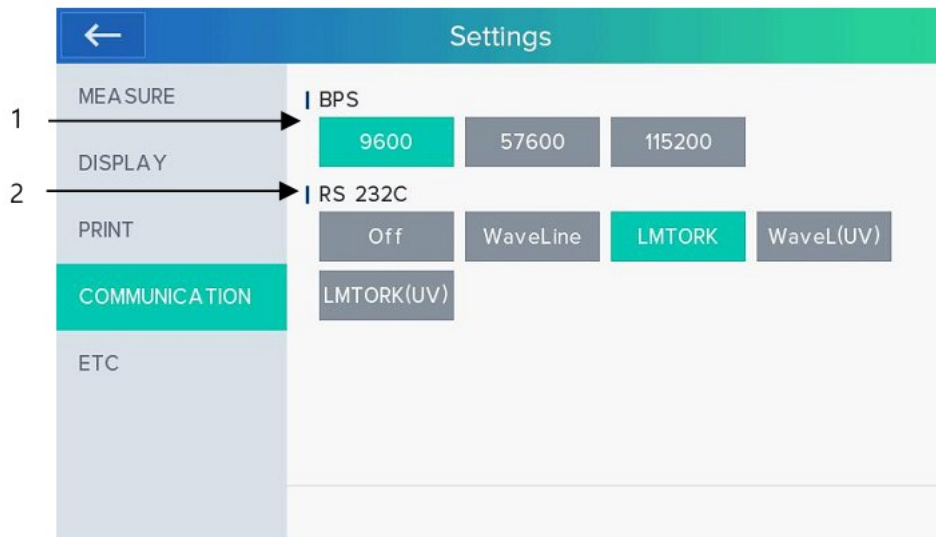 Settings
MEASURE
DISPLAY
PRINT
COMMUNICATION
ETC
1
BPS
9600 57600 115200
2
RS 232C
Off WaveLine LMTORK WaveL(UV)
LMTORK(UV)